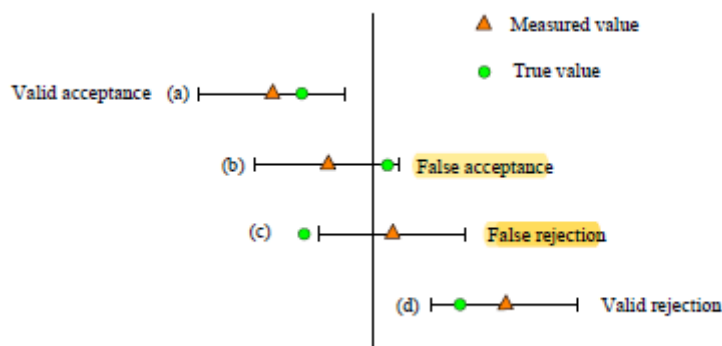 Measured value
True value
Valid acceptance (a)
(b) False acceptance
(c) False rejection
(d) Valid rejection